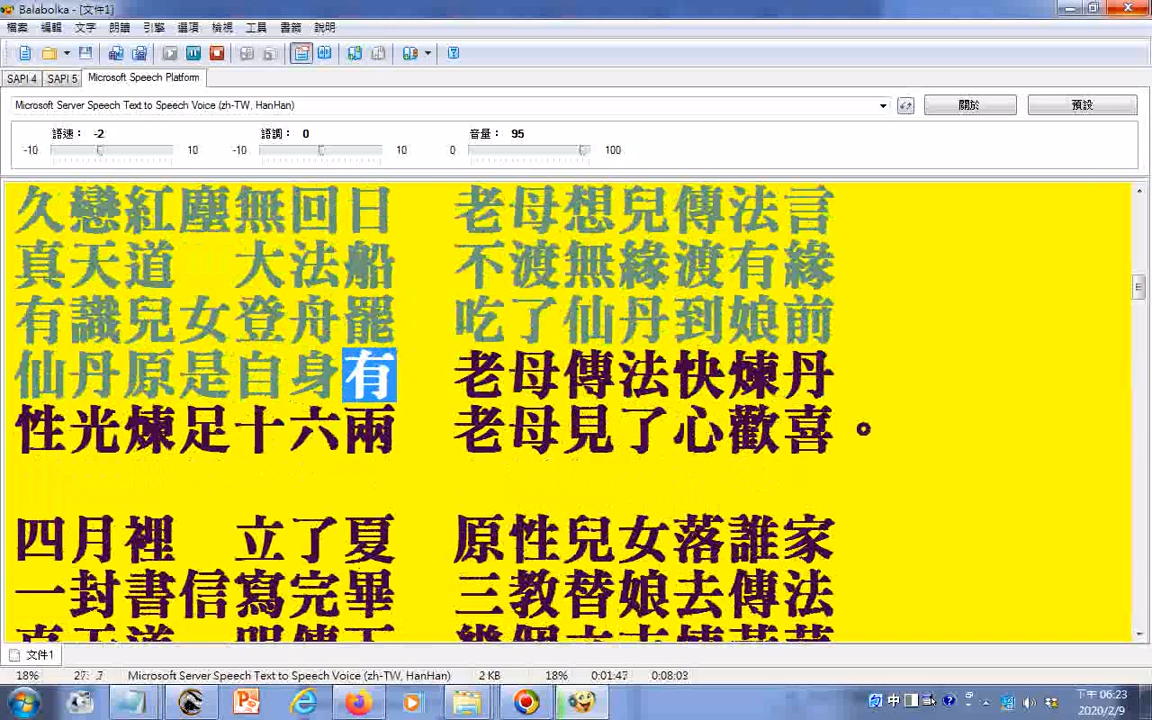 Balabolka - [文件1]
檔案 編輯 文字 朗讀 引擎 選項 檢視 工具 書籤 說明
SAPI 4 SAPI 5 Microsoft Speech Platform
Microsoft Server Speech Text to Speech Voice (zh-TW, HanHan) 關於 預設
語速： -2 語調： 0 音量： 95
-10 10 -10 10 0 100
久戀紅塵無回日 老母想兒傳法言
真天道 大法船 不渡無緣渡有緣
有識兒女登舟罷 吃了仙丹到娘前
仙丹原是自身有 老母傳法快煉丹
性光煉足十六兩 老母見了心歡喜。
四月裡 立了夏 原性兒女落誰家
一封書信寫完畢 三教替娘去傳法
文件1
18% Microsoft Server Speech Text to Speech Voice (zh-TW, HanHan) 2 KB 18% 0:01:47 0:08:03
中 下午 06:23
2020/2/9